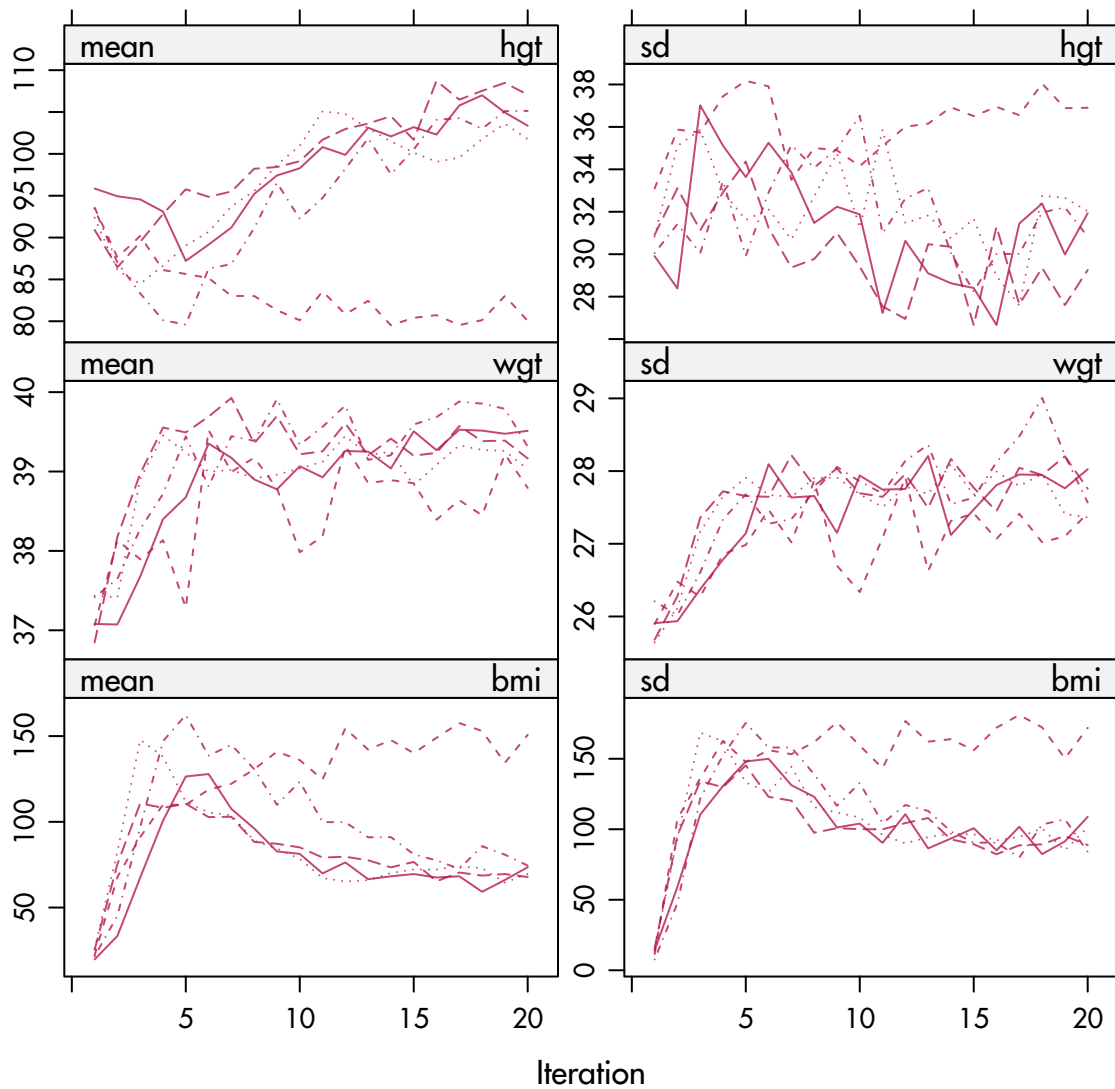 mean hgt
sd hgt
80 85 90 95 100 110
28 30 32 34 36 38
mean wgt
sd wgt
37 38 39 40
26 27 28 29
mean bmi
sd bmi
50 100 150
0 50 100 150
5 10 15 20
5 10 15 20
Iteration